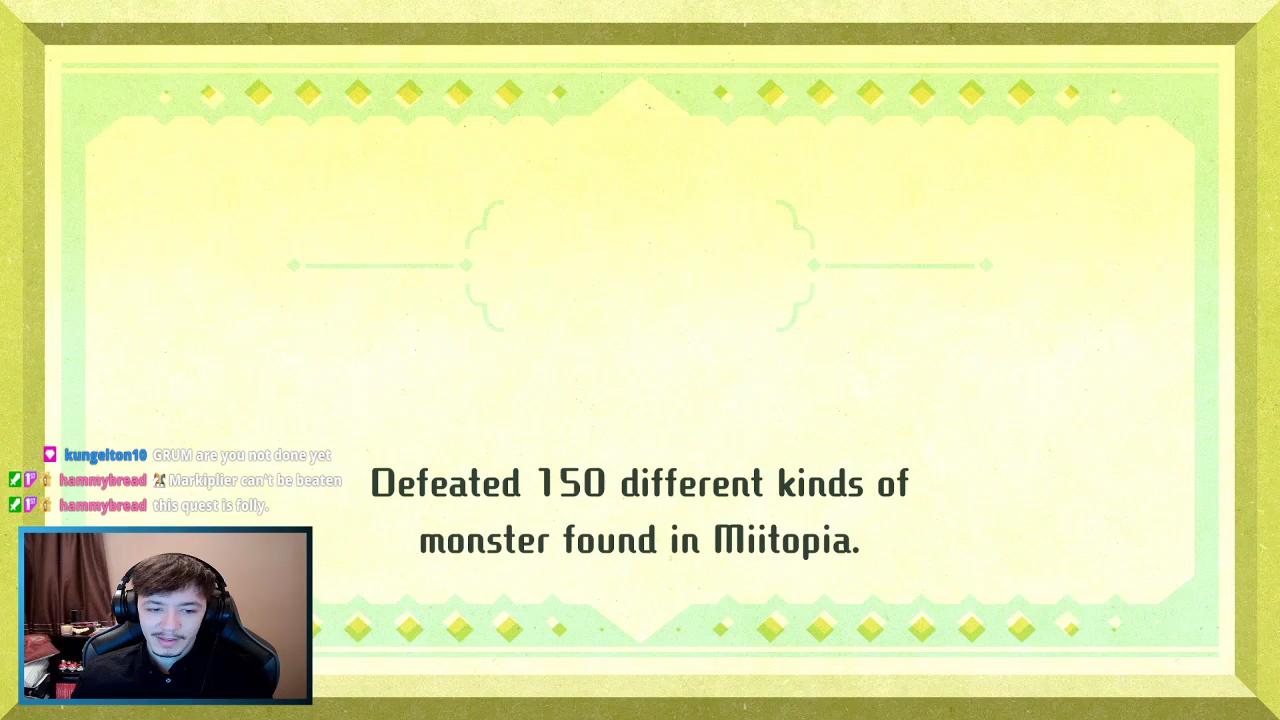 kungelton10 GRUM are you not done yet
hammybread Markiplier can't be beaten
hammybread this quest is folly.
Defeated 150 different kinds of
monster found in Miitopia.